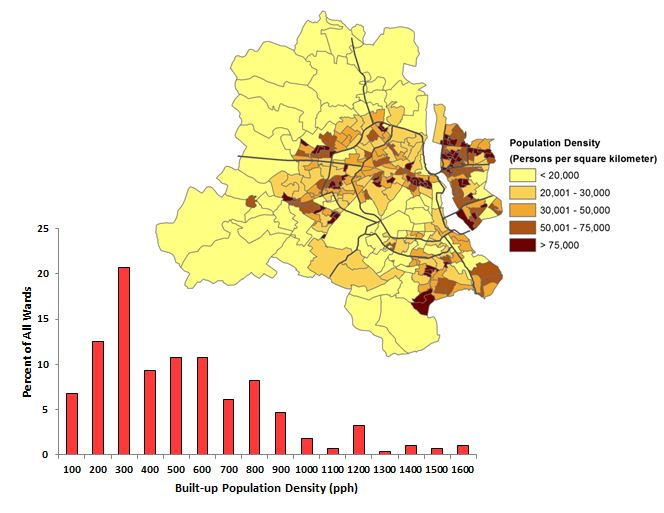 Population Density
(Persons per square kilometer)
< 20,000
20,001 - 30,000
30,001 - 50,000
50,001 - 75,000
> 75,000
25
20
15
10
5
0
Percent of All Wards
100 200 300 400 500 600 700 800 900 1000 1100 1200 1300 1400 1500 1600
Built-up Population Density (pph)